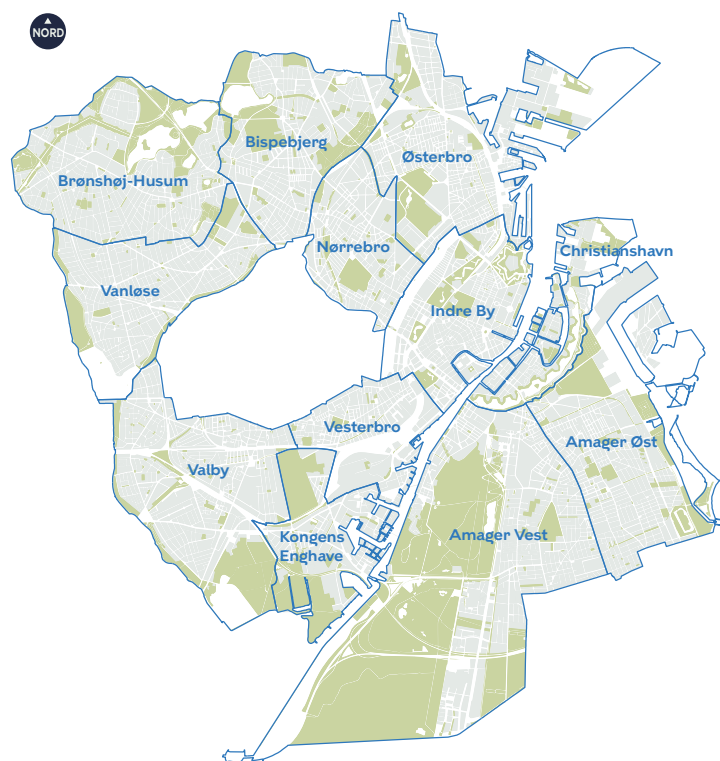 NORD
Bispebjerg
Østerbro
Brønshøj-Husum
Nørrebro
Christianshavn
Vanløse
Indre By
Vesterbro
Amager Øst
Valby
Kongens
Enghave
Amager Vest